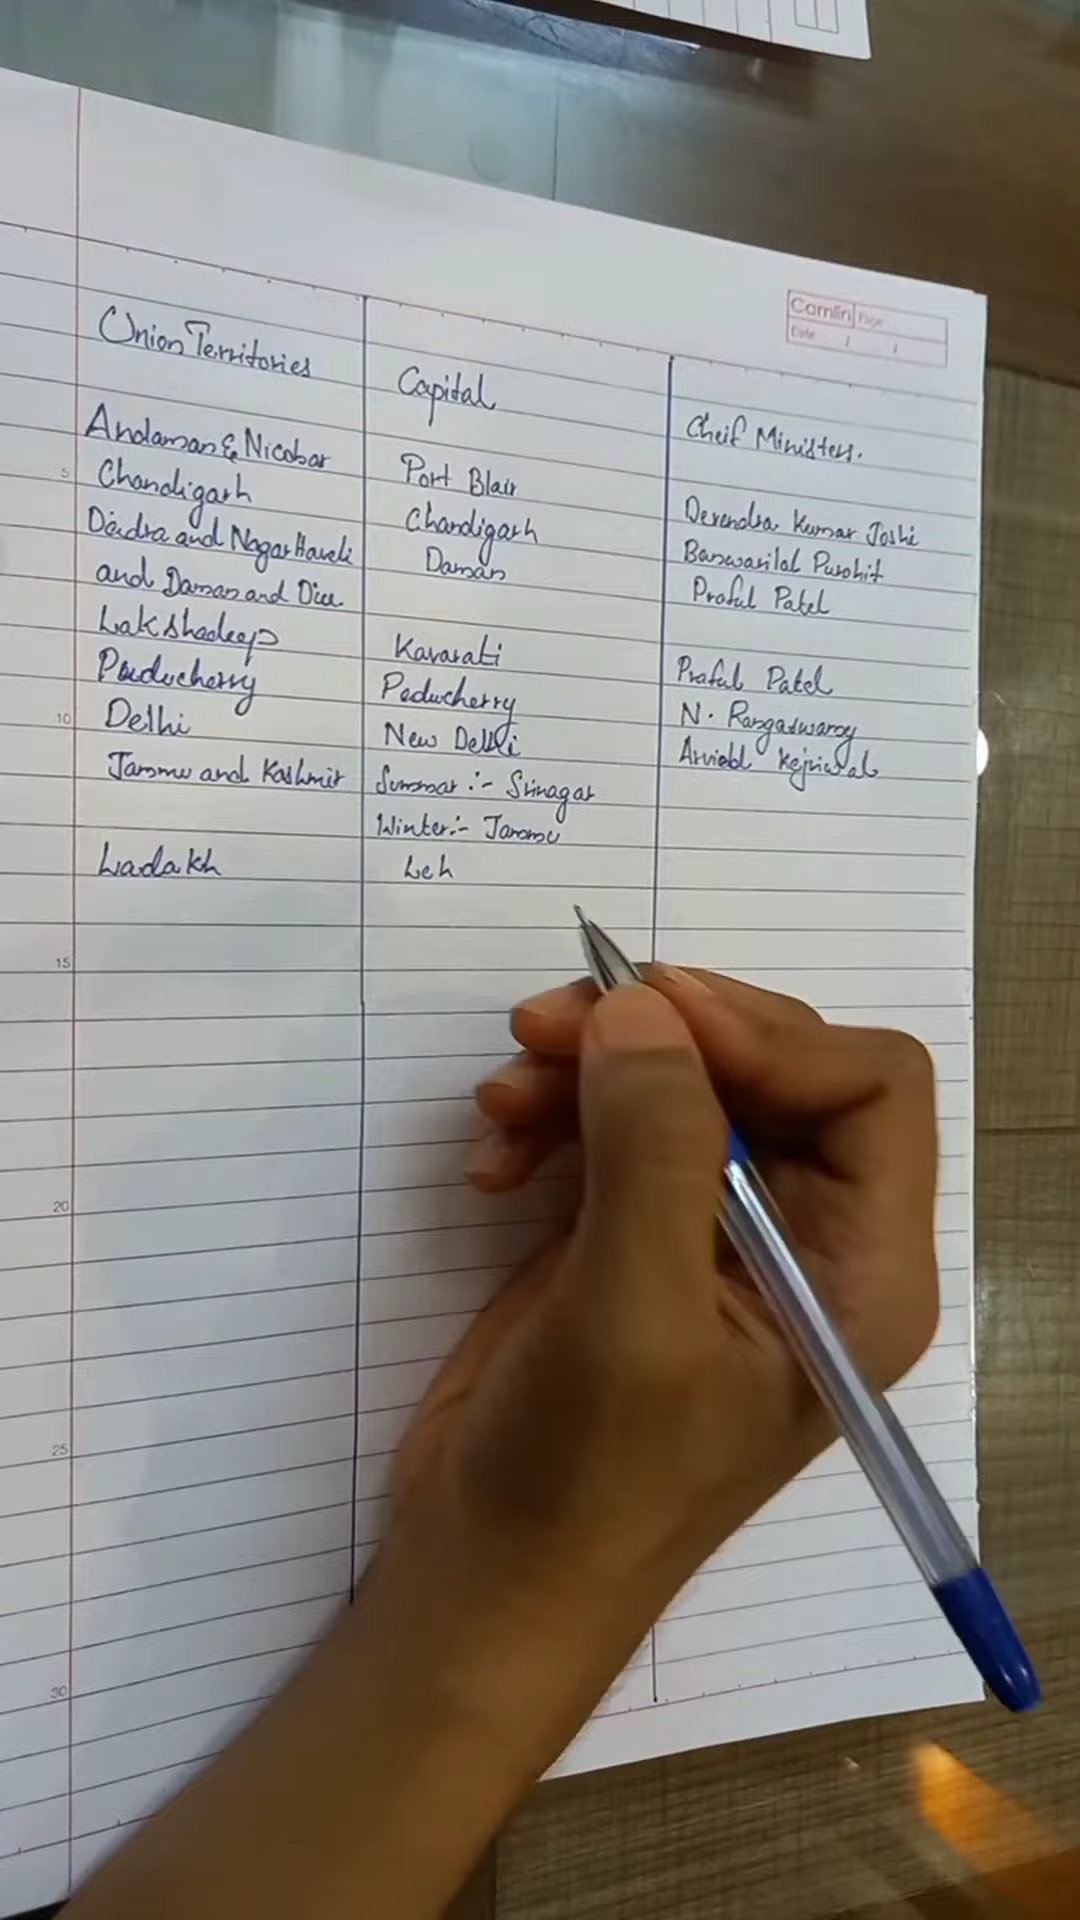 Camlin Page
Date / /
Union Territories Capital Cheif Ministers.
Andaman & Nicobar Port Blair Devendra Kumar Joshi
5 Chandigarh Chandigarh Banwarilal Purohit
Dadra and Nagar Haveli Daman Praful Patel
and Daman and Diu
Lakshadeep Kavarati Praful Patel
Puducherry Peducherry N. Rangaswamy
10 Delhi New Delhi Arvind Kejriwal
Jammu and Kashmir Summar :- Srinagar
Winter:- Jammu
Ladakh Leh
15
20
25
30